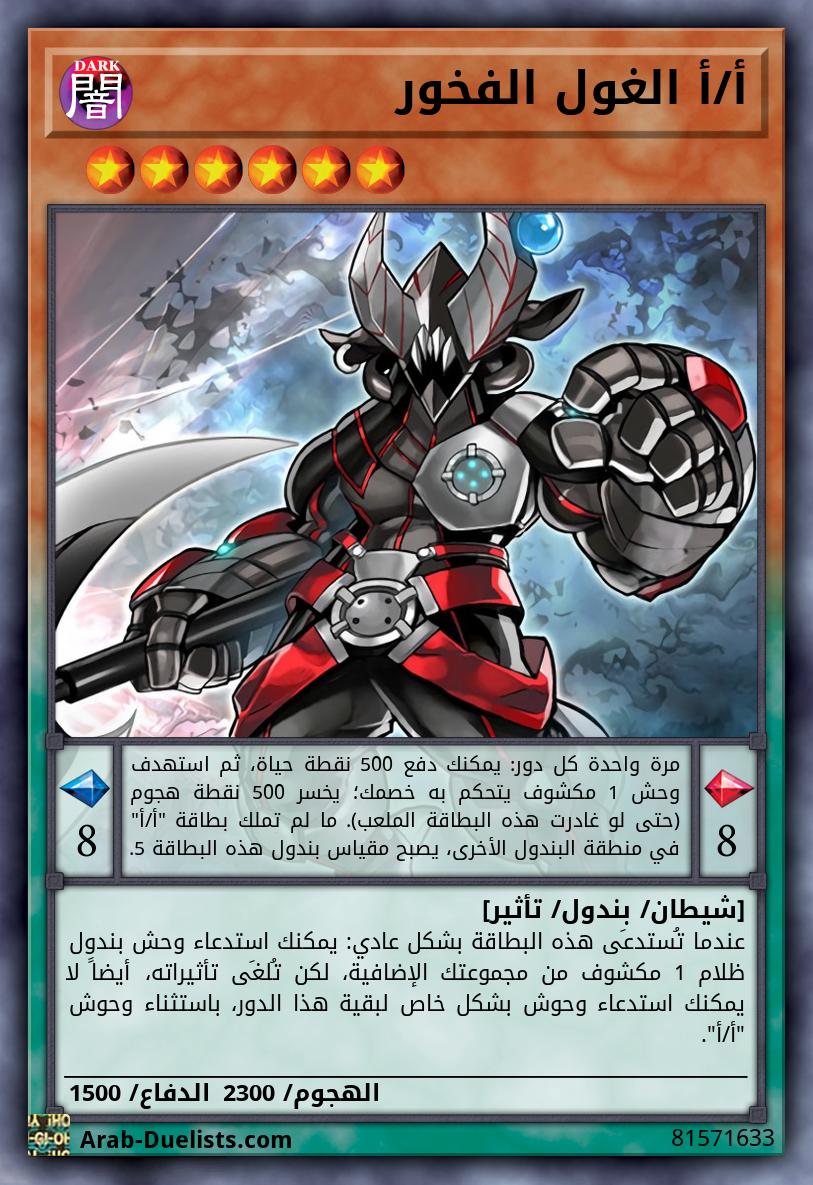 أ/أ الغول الفخور
DARK
闇
مرة واحدة كل دور: يمكنك دفع 500 نقطة حياة، ثم استهدف
وحش 1 مكشوف يتحكم به خصمك؛ يخسر 500 نقطة هجوم
(حتى لو غادرت هذه البطاقة الملعب). ما لم تملك بطاقة "أ/أ"
في منطقة البندول الأخرى، يصبح مقياس بندول هذه البطاقة 5.
8
8
[شيطان/ بِندول/ تأثير]
عندما تُستدعى هذه البطاقة بشكل عادي: يمكنك استدعاء وحش بندول
ظلام 1 مكشوف من مجموعتك الإضافية، لكن تُلغَى تأثيراته، أيضاً لا
يمكنك استدعاء وحوش بشكل خاص لبقية هذا الدور، باستثناء وحوش
"أ/أ".
الهجوم/ 2300 الدفاع/ 1500
Arab-Duelists.com
81571633